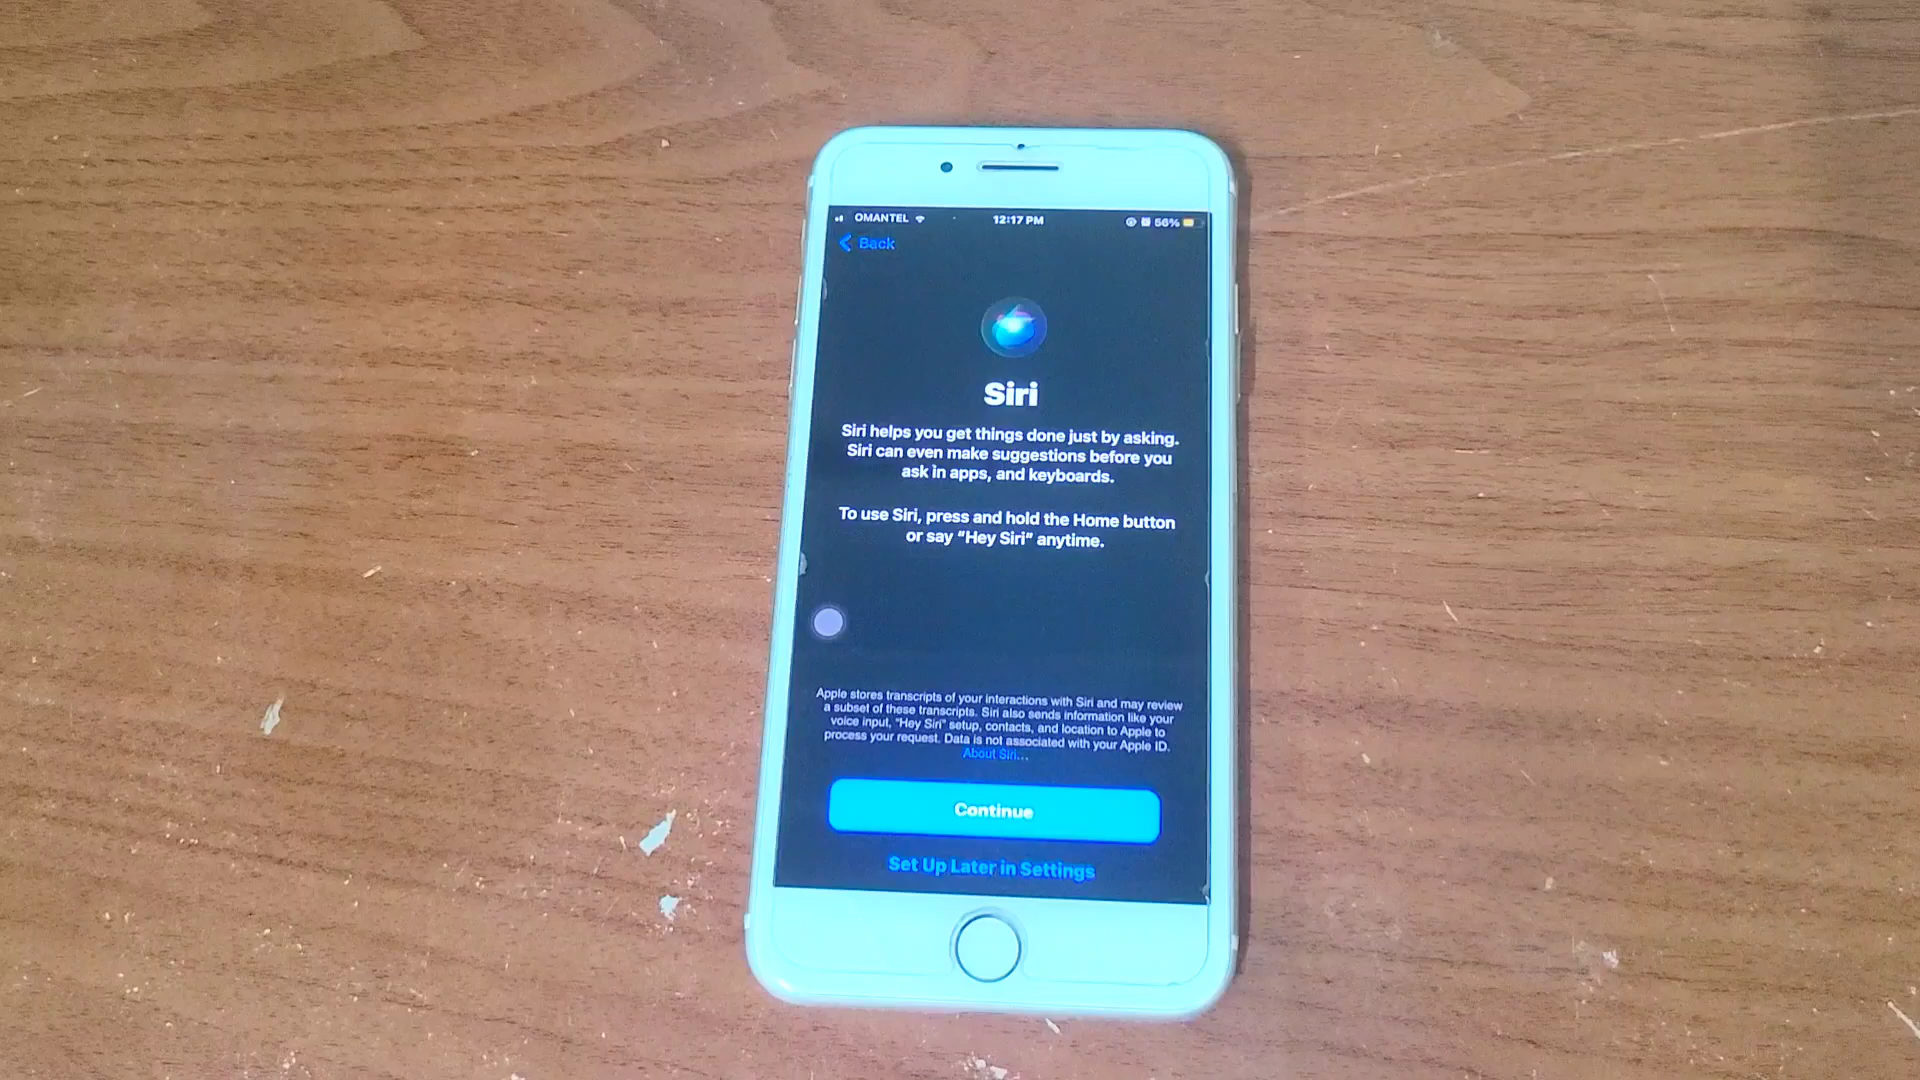 OMANTEL 12:17 PM 56%
Back
Siri
Siri helps you get things done just by asking.
Siri can even make suggestions before you
ask in apps, and keyboards.
To use Siri, press and hold the Home button
or say “Hey Siri” anytime.
Apple stores transcripts of your interactions with Siri and may review
a subset of these transcripts. Siri also sends information like your
voice input, “Hey Siri” setup, contacts, and location to Apple to
process your request. Data is not associated with your Apple ID.
About Siri...
Continue
Set Up Later in Settings